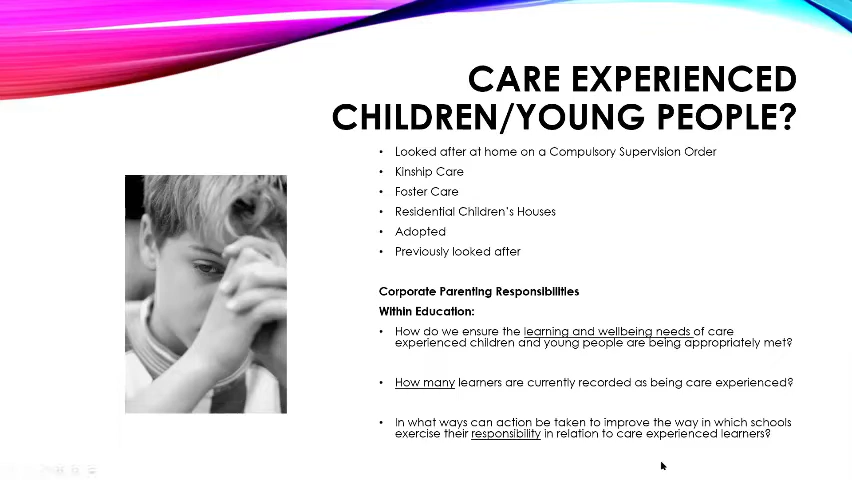 CARE EXPERIENCED
CHILDREN/YOUNG PEOPLE?
• Looked after at home on a Compulsory Supervision Order
• Kinship Care
• Foster Care
• Residential Children's Houses
• Adopted
• Previously looked after
Corporate Parenting Responsibilities
Within Education:
• How do we ensure the learning and wellbeing needs of care
experienced children and young people are being appropriately met?
• How many learners are currently recorded as being care experienced?
• In what ways can action be taken to improve the way in which schools
exercise their responsibility in relation to care experienced learners?